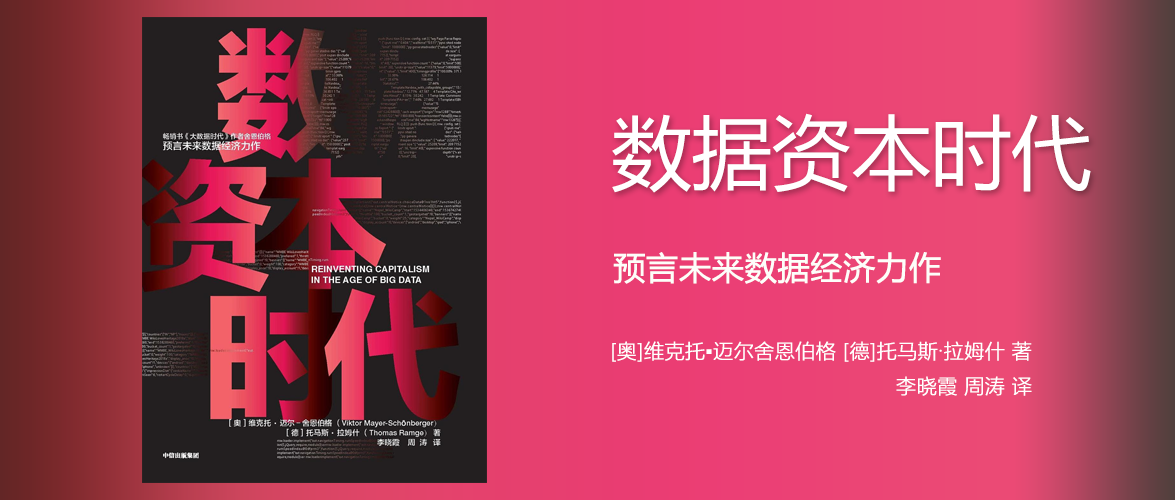 数据
畅销书《大数据时代》作者舍恩伯格
预言未来数据经济力作
资本
REINVENTING CAPITALISM
IN THE AGE OF BIG DATA
时代
[奥] 维克托·迈尔-舍恩伯格 (Viktor Mayer-Schönberger)
[德] 托马斯·拉姆什 (Thomas Ramge) 著
李晓霞 周 涛 译
中信出版集团
数据资本时代
预言未来数据经济力作
[奥]维克托▪迈尔舍恩伯格 [德]托马斯·拉姆什 著
李晓霞 周涛 译